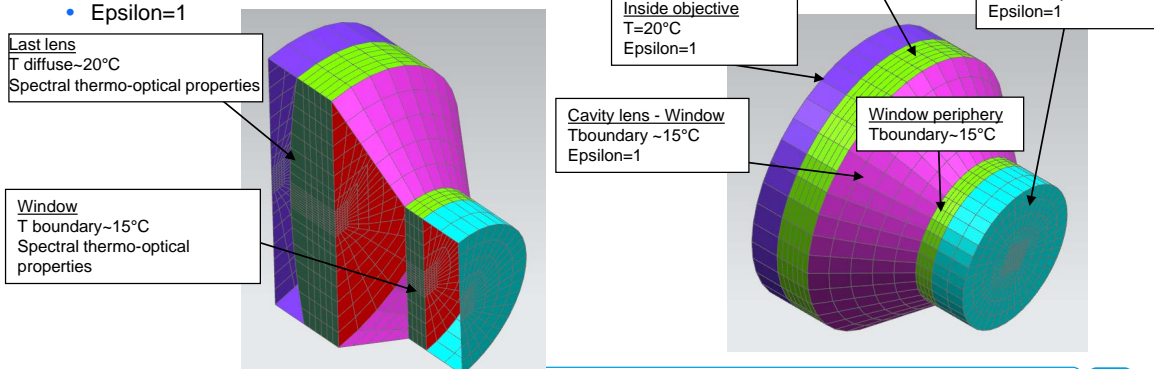 • Epsilon=1
Last lens
T diffuse~20°C
Spectral thermo-optical properties
Window
T boundary~15°C
Spectral thermo-optical
properties
Inside objective
T=20°C
Epsilon=1
Epsilon=1
Cavity lens - Window
Tboundary ~15°C
Epsilon=1
Window periphery
Tboundary~15°C